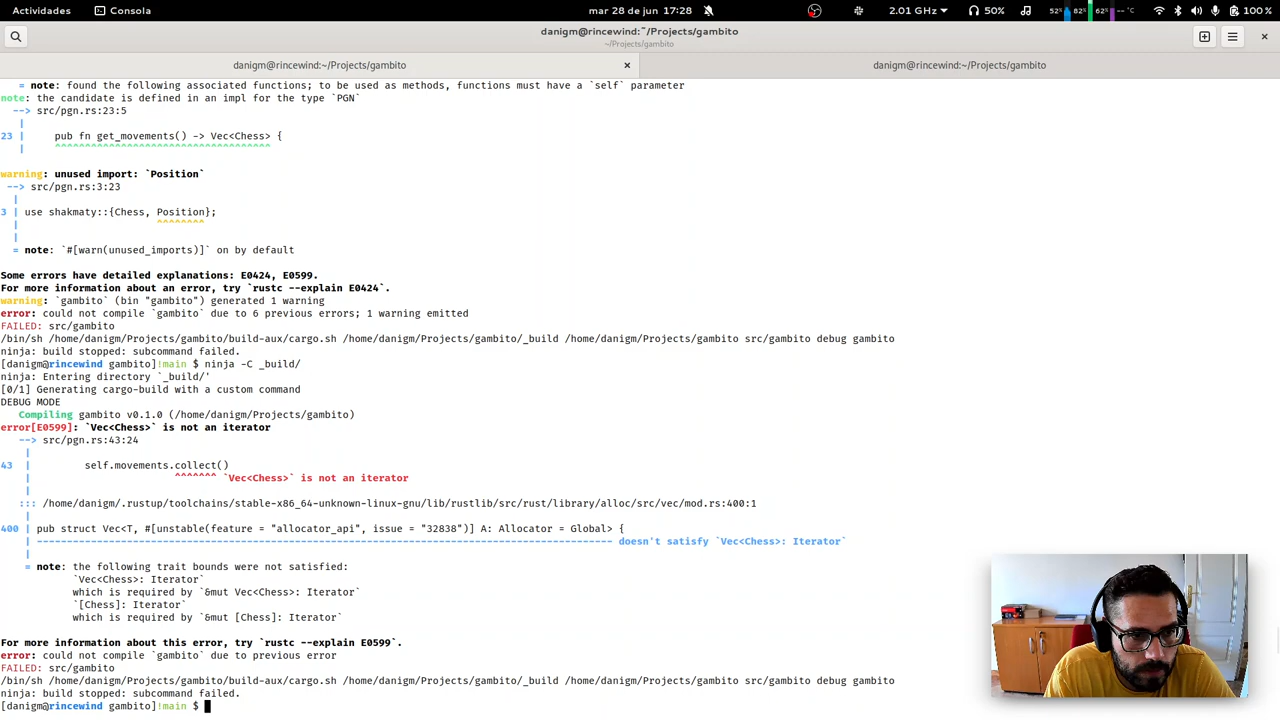 Actividades
Consola
mar 28 de jun 17:28
2.01 GHz
50%
52%
82%
62%
--°C
100 %
danigm@rincewind:~/Projects/gambito
~/Projects/gambito
danigm@rincewind:~/Projects/gambito
danigm@rincewind:~/Projects/gambito
= note: found the following associated functions; to be used as methods, functions must have a `self` parameter
note: the candidate is defined in an impl for the type `PGN`
--> src/pgn.rs:23:5
|
23 |     pub fn get_movements() -> Vec<Chess> {
|     ^^^^^^^^^^^^^^^^^^^^^^^^^^^^^^^^^^
warning: unused import: `Position`
--> src/pgn.rs:3:23
|
3 | use shakmaty::{Chess, Position};
|                       ^^^^^^^^
|
= note: `#[warn(unused_imports)]` on by default
Some errors have detailed explanations: E0424, E0599.
For more information about an error, try `rustc --explain E0424`.
warning: `gambito` (bin "gambito") generated 1 warning
error: could not compile `gambito` due to 6 previous errors; 1 warning emitted
FAILED: src/gambito
/bin/sh /home/danigm/Projects/gambito/build-aux/cargo.sh /home/danigm/Projects/gambito/_build /home/danigm/Projects/gambito src/gambito debug gambito
ninja: build stopped: subcommand failed.
[danigm@rincewind gambito]!main $ ninja -C _build/
ninja: Entering directory `_build/'
[0/1] Generating cargo-build with a custom command
DEBUG MODE
Compiling gambito v0.1.0 (/home/danigm/Projects/gambito)
error[E0599]: `Vec<Chess>` is not an iterator
--> src/pgn.rs:43:24
|
43 |         self.movements.collect()
|                        ^^^^^^^ `Vec<Chess>` is not an iterator
|
::: /home/danigm/.rustup/toolchains/stable-x86_64-unknown-linux-gnu/lib/rustlib/src/rust/library/alloc/src/vec/mod.rs:400:1
|
400 | pub struct Vec<T, #[unstable(feature = "allocator_api", issue = "32838")] A: Allocator = Global> {
| ------------------------------------------------------------------------------------------------ doesn't satisfy `Vec<Chess>: Iterator`
|
= note: the following trait bounds were not satisfied:
`Vec<Chess>: Iterator`
which is required by `&mut Vec<Chess>: Iterator`
`[Chess]: Iterator`
which is required by `&mut [Chess]: Iterator`
For more information about this error, try `rustc --explain E0599`.
error: could not compile `gambito` due to previous error
FAILED: src/gambito
/bin/sh /home/danigm/Projects/gambito/build-aux/cargo.sh /home/danigm/Projects/gambito/_build /home/danigm/Projects/gambito src/gambito debug gambito
ninja: build stopped: subcommand failed.
[danigm@rincewind gambito]!main $